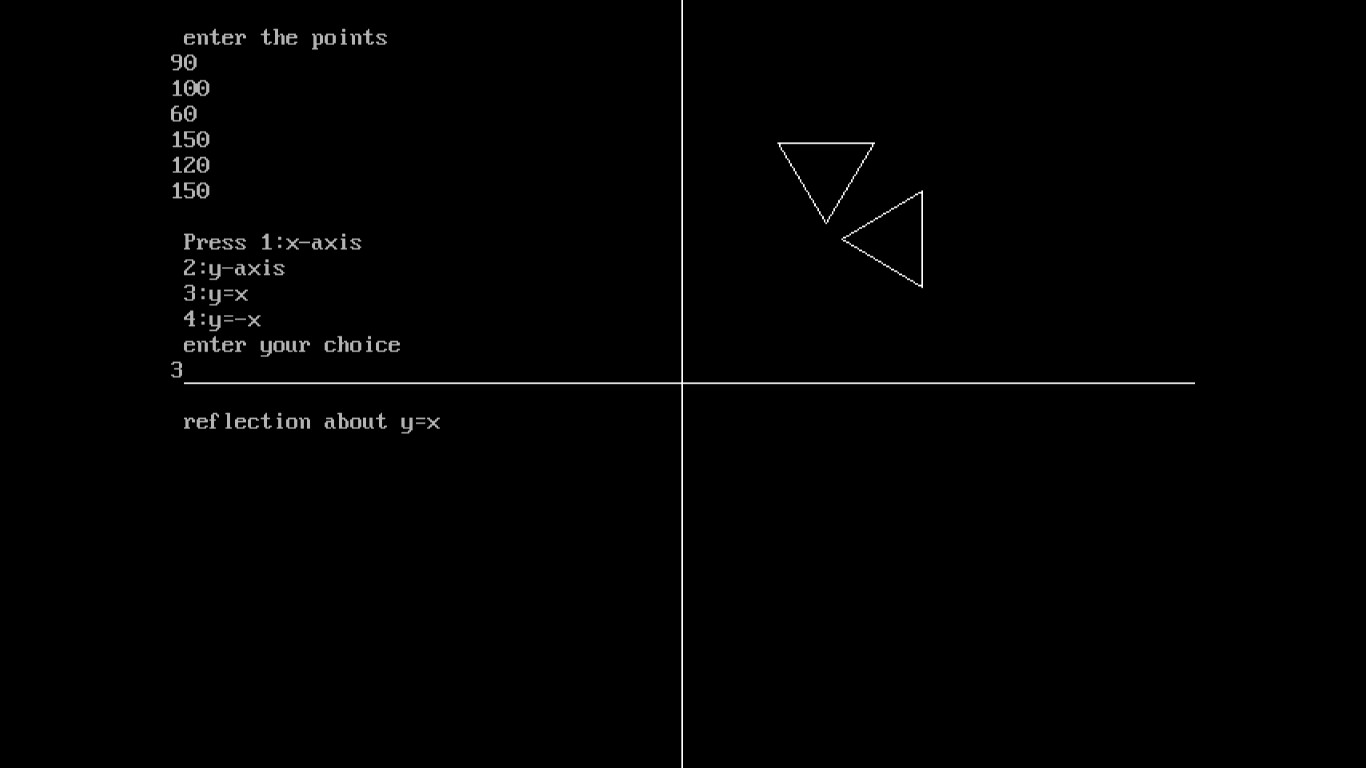 enter the points
90
100
60
150
120
150
Press 1:x-axis
2:y-axis
3:y=x
4:y=-x
enter your choice
3
reflection about y=x